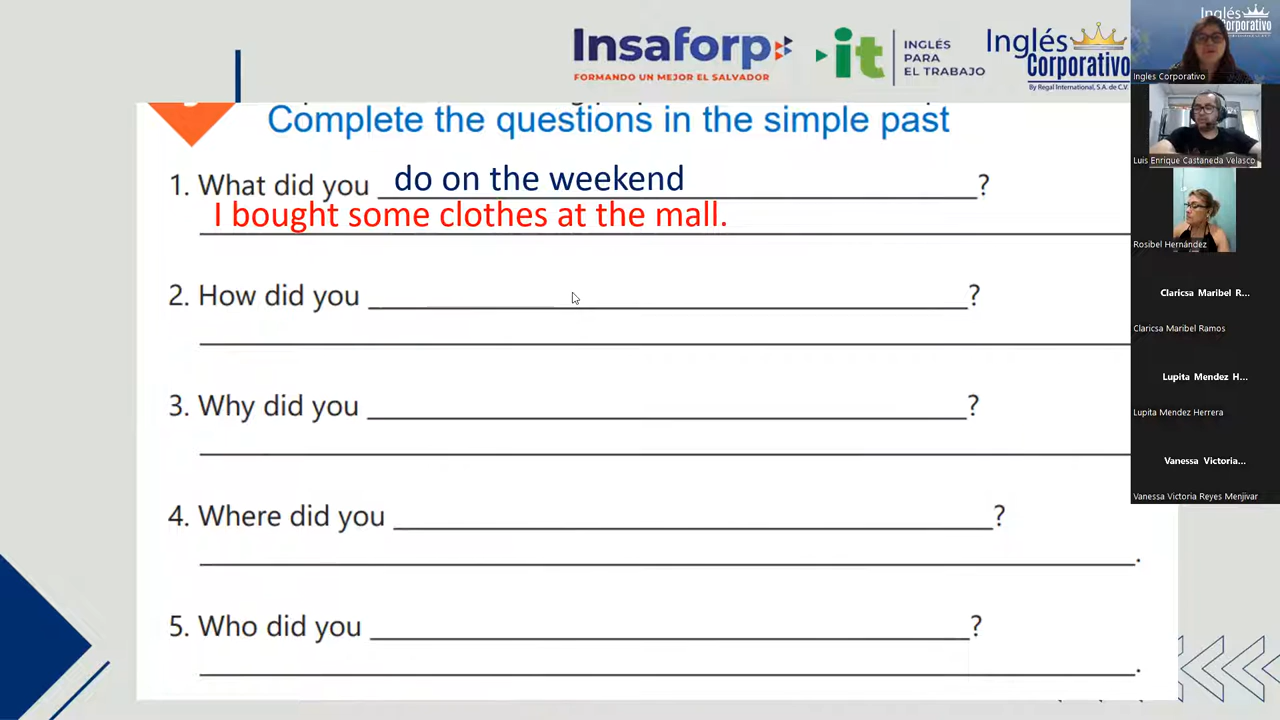 Insaforp
FORMANDO UN MEJOR EL SALVADOR
it
INGLÉS
PARA
EL TRABAJO
Inglés
Corporativo
By Regal International, S.A. de C.V.
Complete the questions in the simple past
1. What did you do on the weekend ?
I bought some clothes at the mall.
2. How did you ?
3. Why did you ?
4. Where did you ?
.
5. Who did you ?
.
Inglés
Corporativo
Ingles Corporativo
Luis Enrique Castaneda Velasco
Rosibel Hernández
Claricsa Maribel R...
Claricsa Maribel Ramos
Lupita Mendez H...
Lupita Mendez Herrera
Vanessa Victoria...
Vanessa Victoria Reyes Menjivar